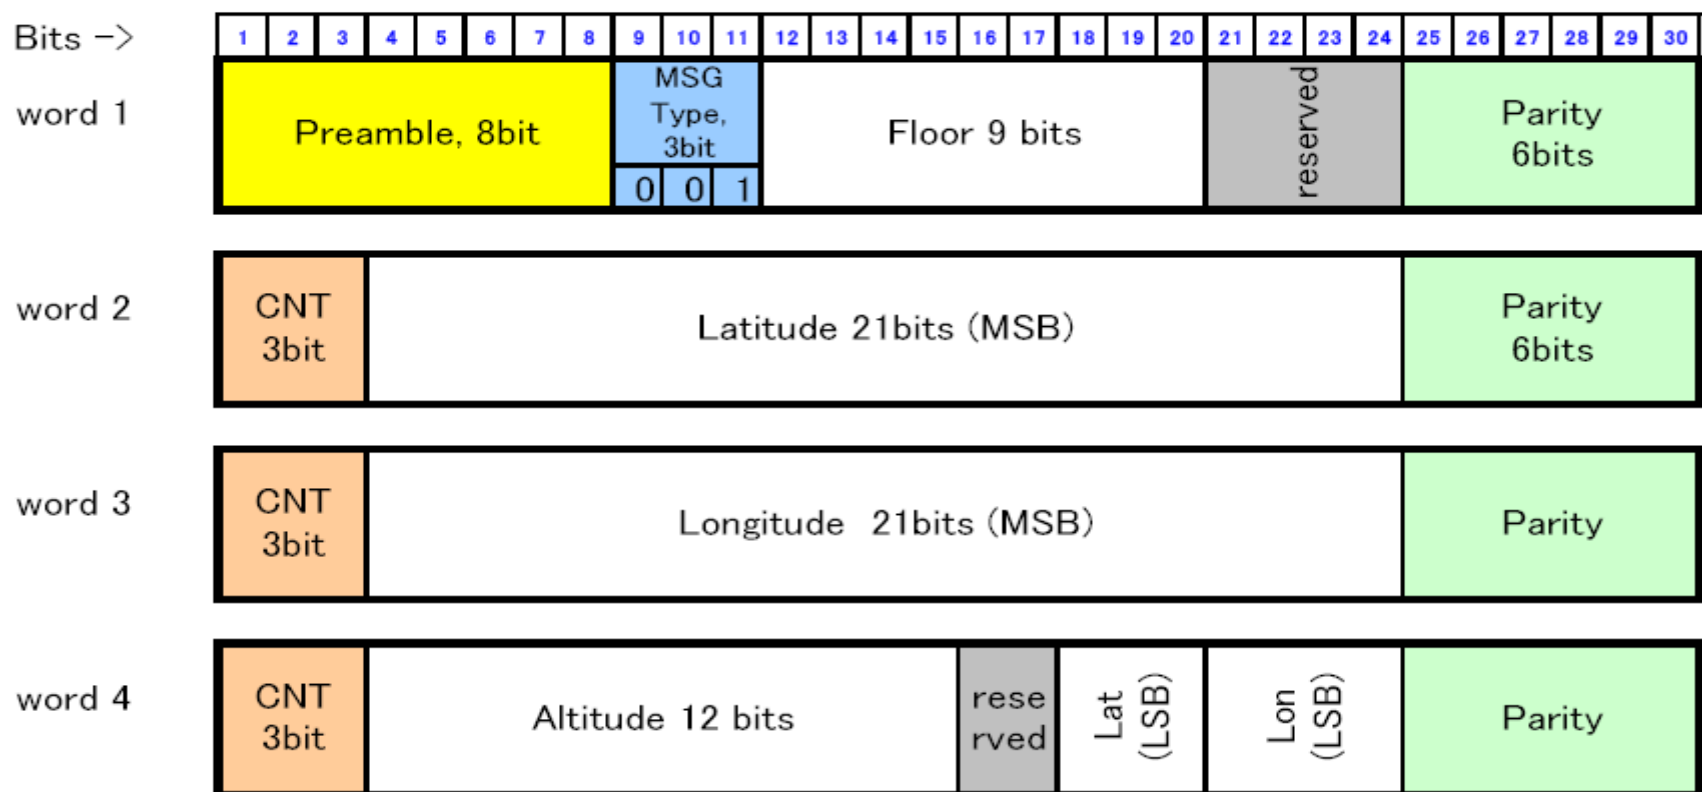 Bits -> 1 2 3 4 5 6 7 8 9 10 11 12 13 14 15 16 17 18 19 20 21 22 23 24 25 26 27 28 29 30
word 1
Preamble, 8bit
MSG
Type,
3bit
0 0 1
Floor 9 bits
reserved
Parity
6bits
word 2
CNT
3bit
Latitude 21bits (MSB)
Parity
6bits
word 3
CNT
3bit
Longitude 21bits (MSB)
Parity
word 4
CNT
3bit
Altitude 12 bits
rese
rved
Lat
(LSB)
Lon
(LSB)
Parity